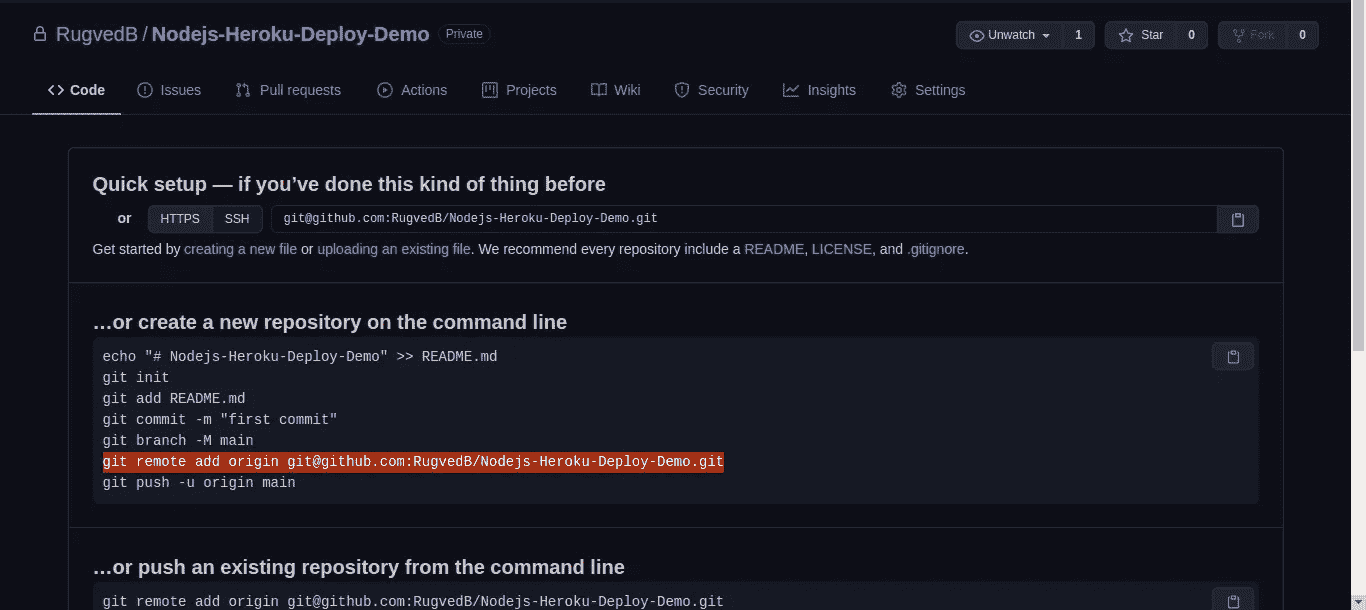 RugvedB / Nodejs-Heroku-Deploy-Demo Private Unwatch 1 Star 0 Fork 0
Code Issues Pull requests Actions Projects Wiki Security Insights Settings
Quick setup — if you’ve done this kind of thing before
or HTTPS SSH git@github.com:RugvedB/Nodejs-Heroku-Deploy-Demo.git
Get started by creating a new file or uploading an existing file. We recommend every repository include a README, LICENSE, and .gitignore.
…or create a new repository on the command line
echo "# Nodejs-Heroku-Deploy-Demo" >> README.md
git init
git add README.md
git commit -m "first commit"
git branch -M main
git remote add origin git@github.com:RugvedB/Nodejs-Heroku-Deploy-Demo.git
git push -u origin main
…or push an existing repository from the command line
git remote add origin git@github.com:RugvedB/Nodejs-Heroku-Deploy-Demo.git